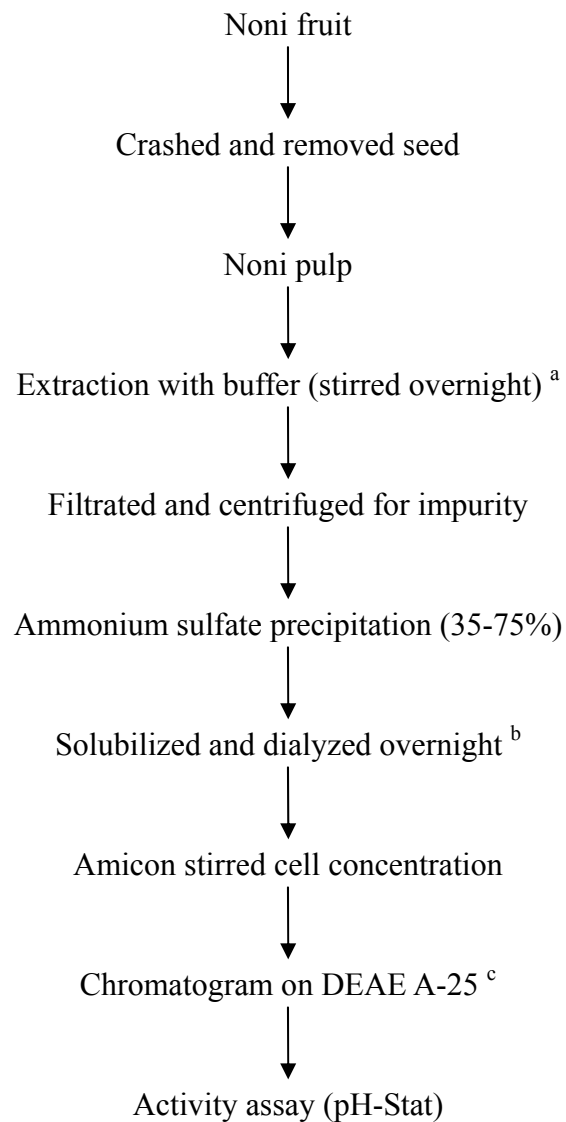 Noni fruit
Crashed and removed seed
Noni pulp
Extraction with buffer (stirred overnight) a
Filtrated and centrifuged for impurity
Ammonium sulfate precipitation (35-75%)
Solubilized and dialyzed overnight b
Amicon stirred cell concentration
Chromatogram on DEAE A-25 c
Activity assay (pH-Stat)